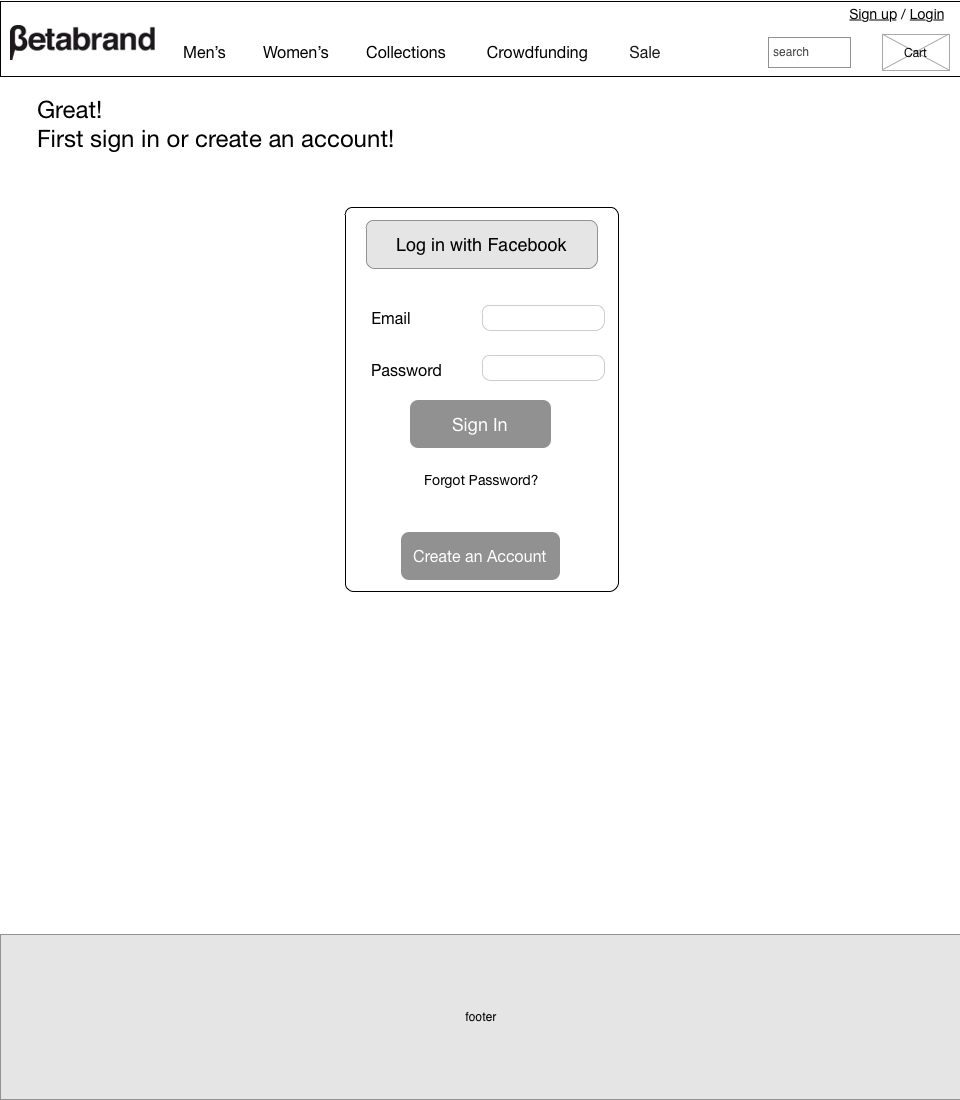 Sign up / Login
βetabrand
Men's Women's Collections Crowdfunding Sale search Cart
Great!
First sign in or create an account!
Log in with Facebook
Email
Password
Sign In
Forgot Password?
Create an Account
footer